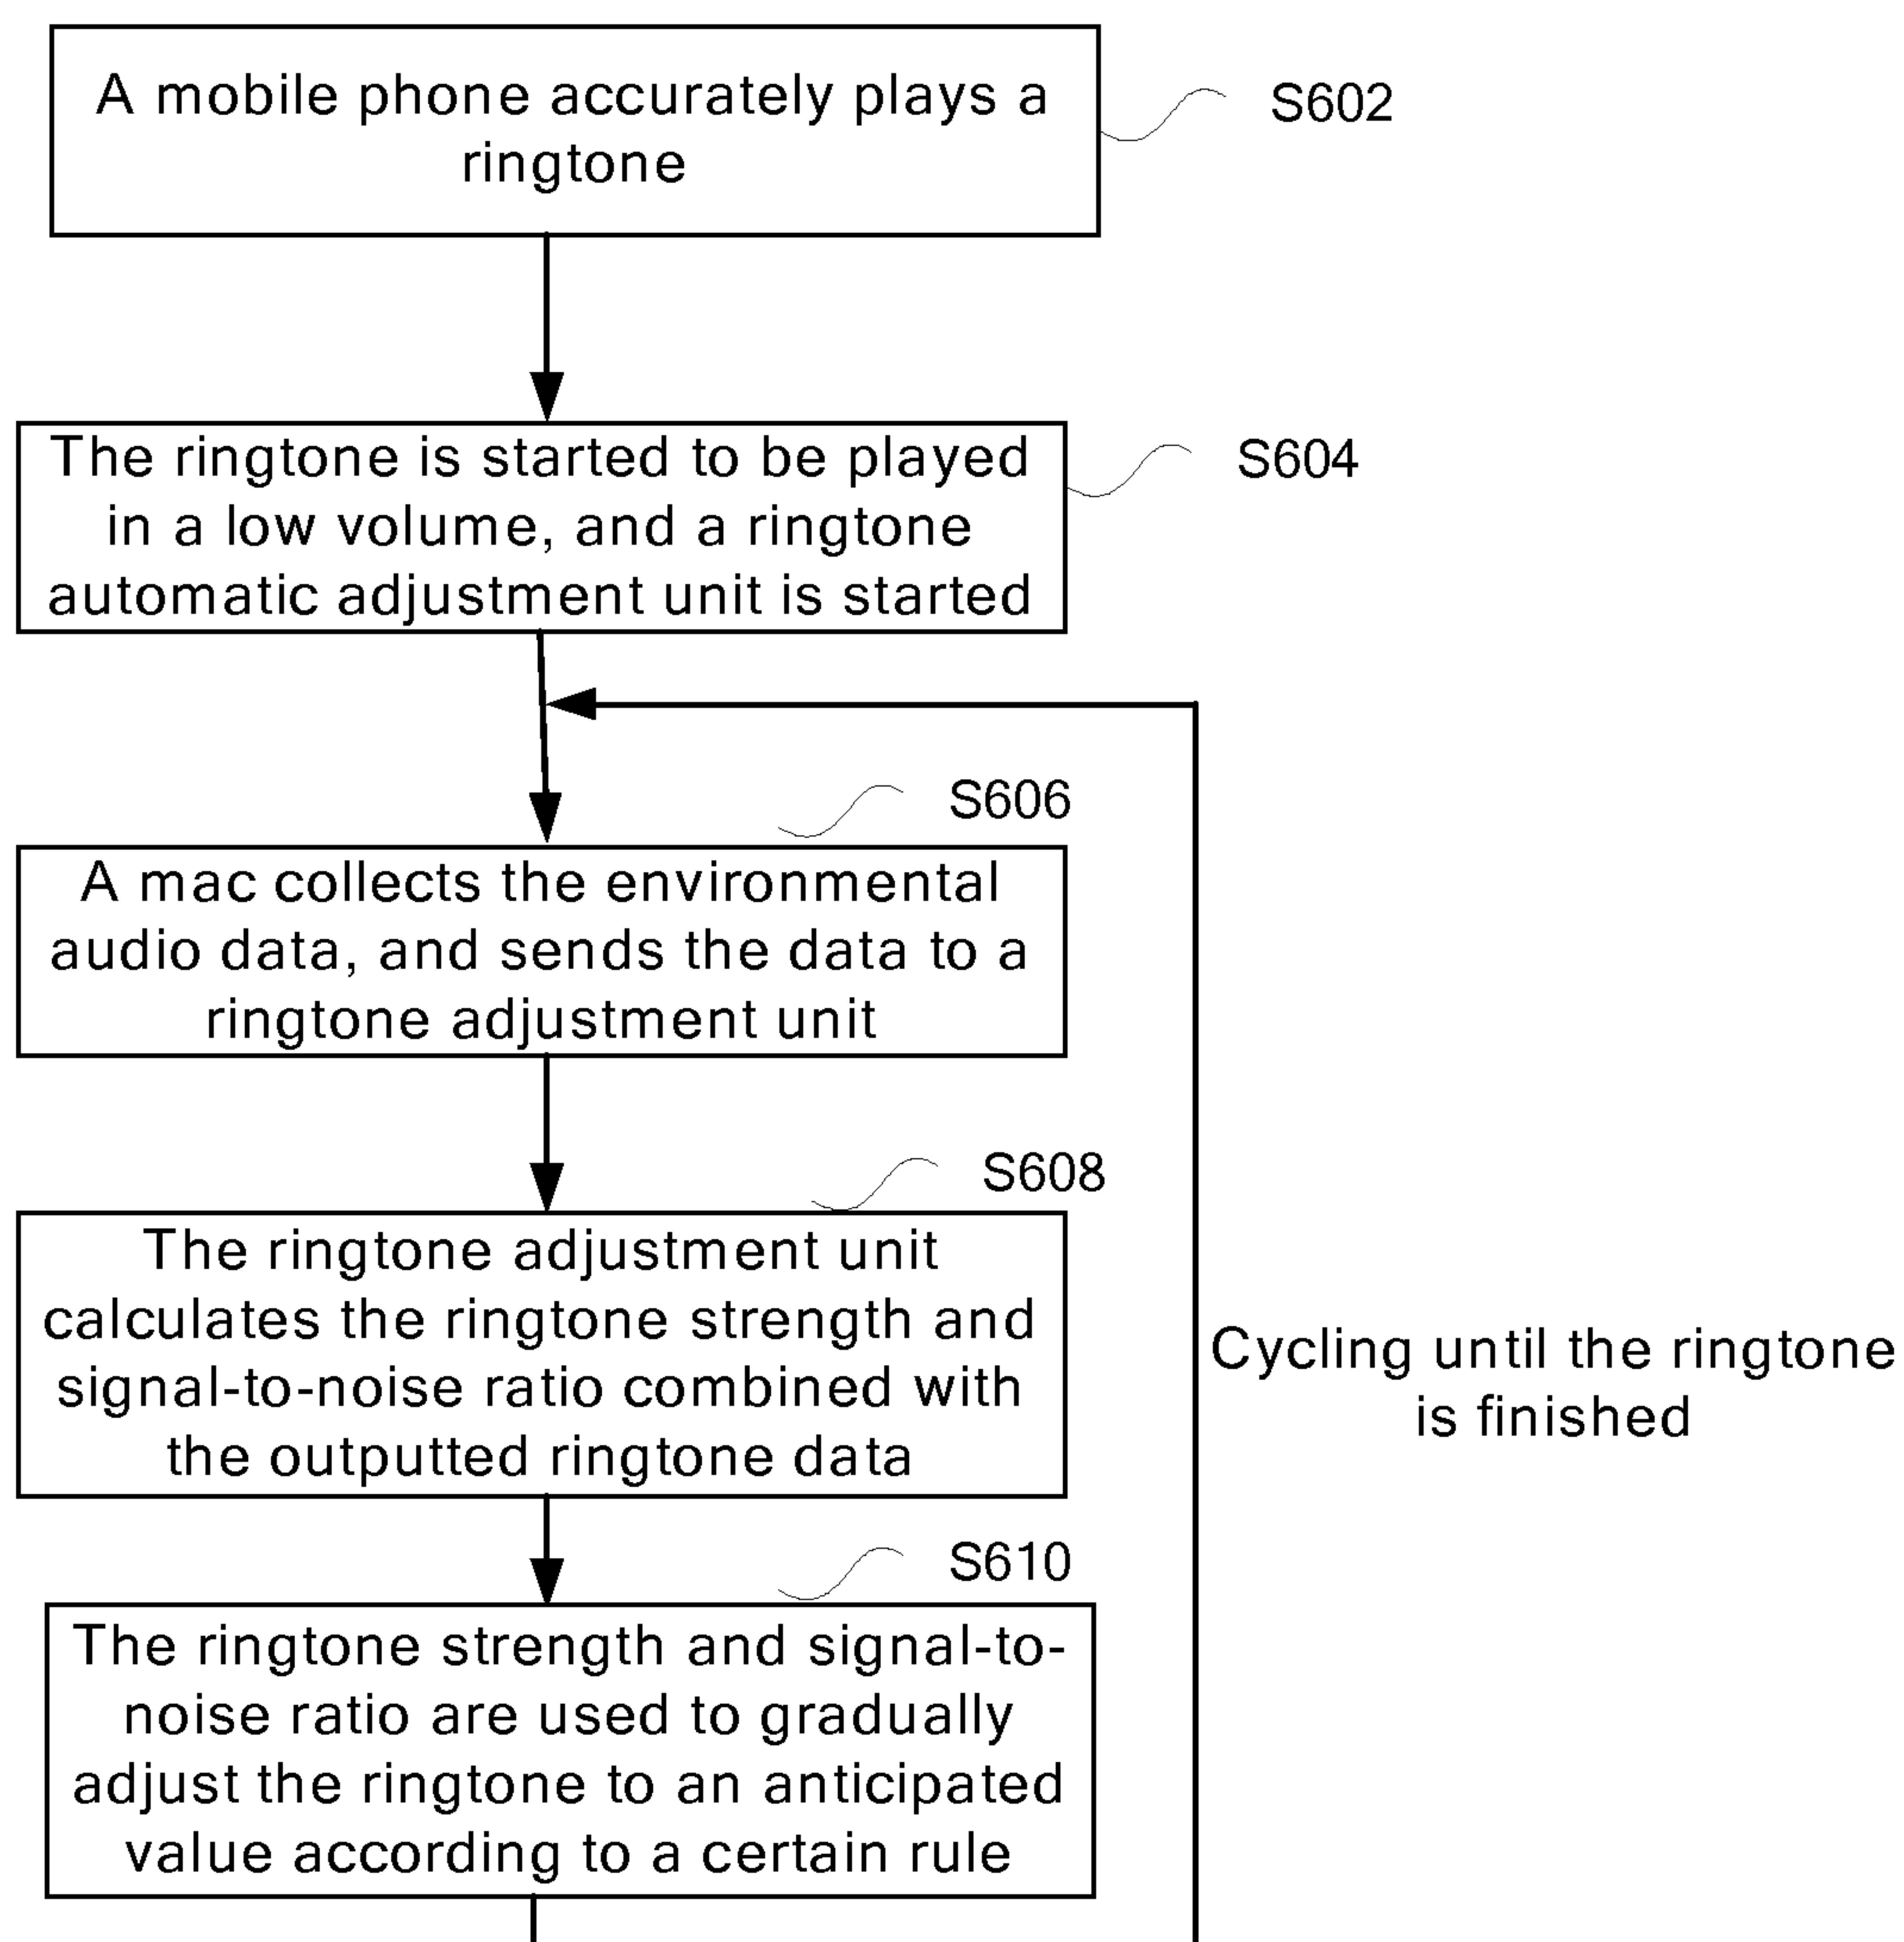 A mobile phone accurately plays a
ringtone
S602
The ringtone is started to be played
in a low volume, and a ringtone
automatic adjustment unit is started
S604
S606
A mac collects the environmental
audio data, and sends the data to a
ringtone adjustment unit
S608
The ringtone adjustment unit
calculates the ringtone strength and
signal-to-noise ratio combined with
the outputted ringtone data
Cycling until the ringtone
is finished
S610
The ringtone strength and signal-to-
noise ratio are used to gradually
adjust the ringtone to an anticipated
value according to a certain rule